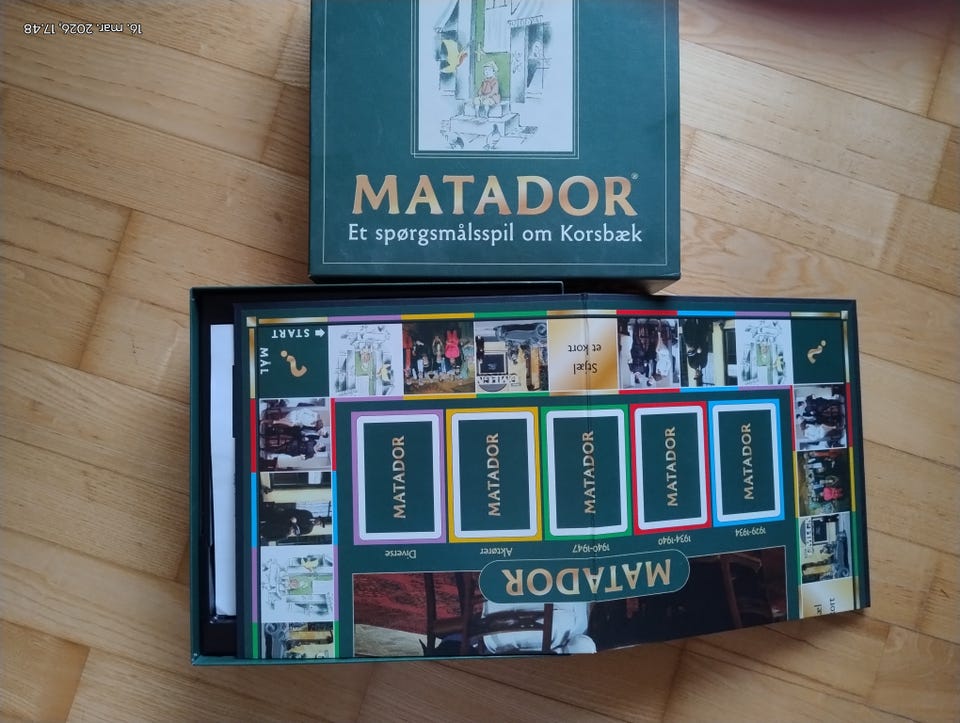 16. mar. 2026, 17.48
MATADOR®
Et spørgsmålsspil om Korsbæk
START
MÅL
?
Stjæl
et kort
?
MATADOR
MATADOR
MATADOR
MATADOR
MATADOR
Diverse
Aktører
1940-1947
1934-1940
1929-1934
MATADOR